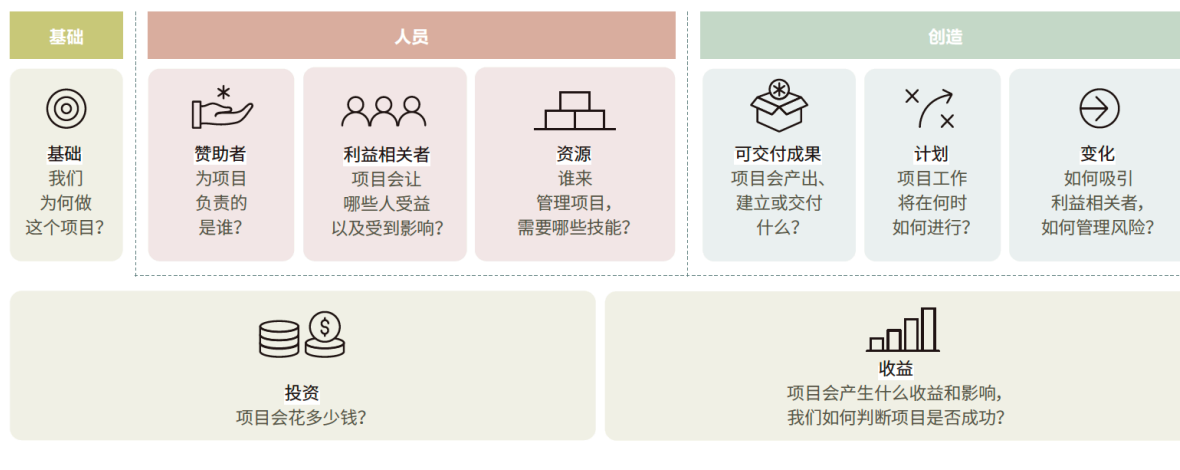 基础
人员
创造
基础
我们
为何做
这个项目？
赞助者
为项目
负责的
是谁？
利益相关者
项目会让
哪些人受益
以及受到影响？
资源
谁来
管理项目，
需要哪些技能？
可交付成果
项目会产出、
建立或交付
什么？
计划
项目工作
将在何时
如何进行？
变化
如何吸引
利益相关者，
如何管理风险？
$
投资
项目会花多少钱？
收益
项目会产生什么收益和影响，
我们如何判断项目是否成功？